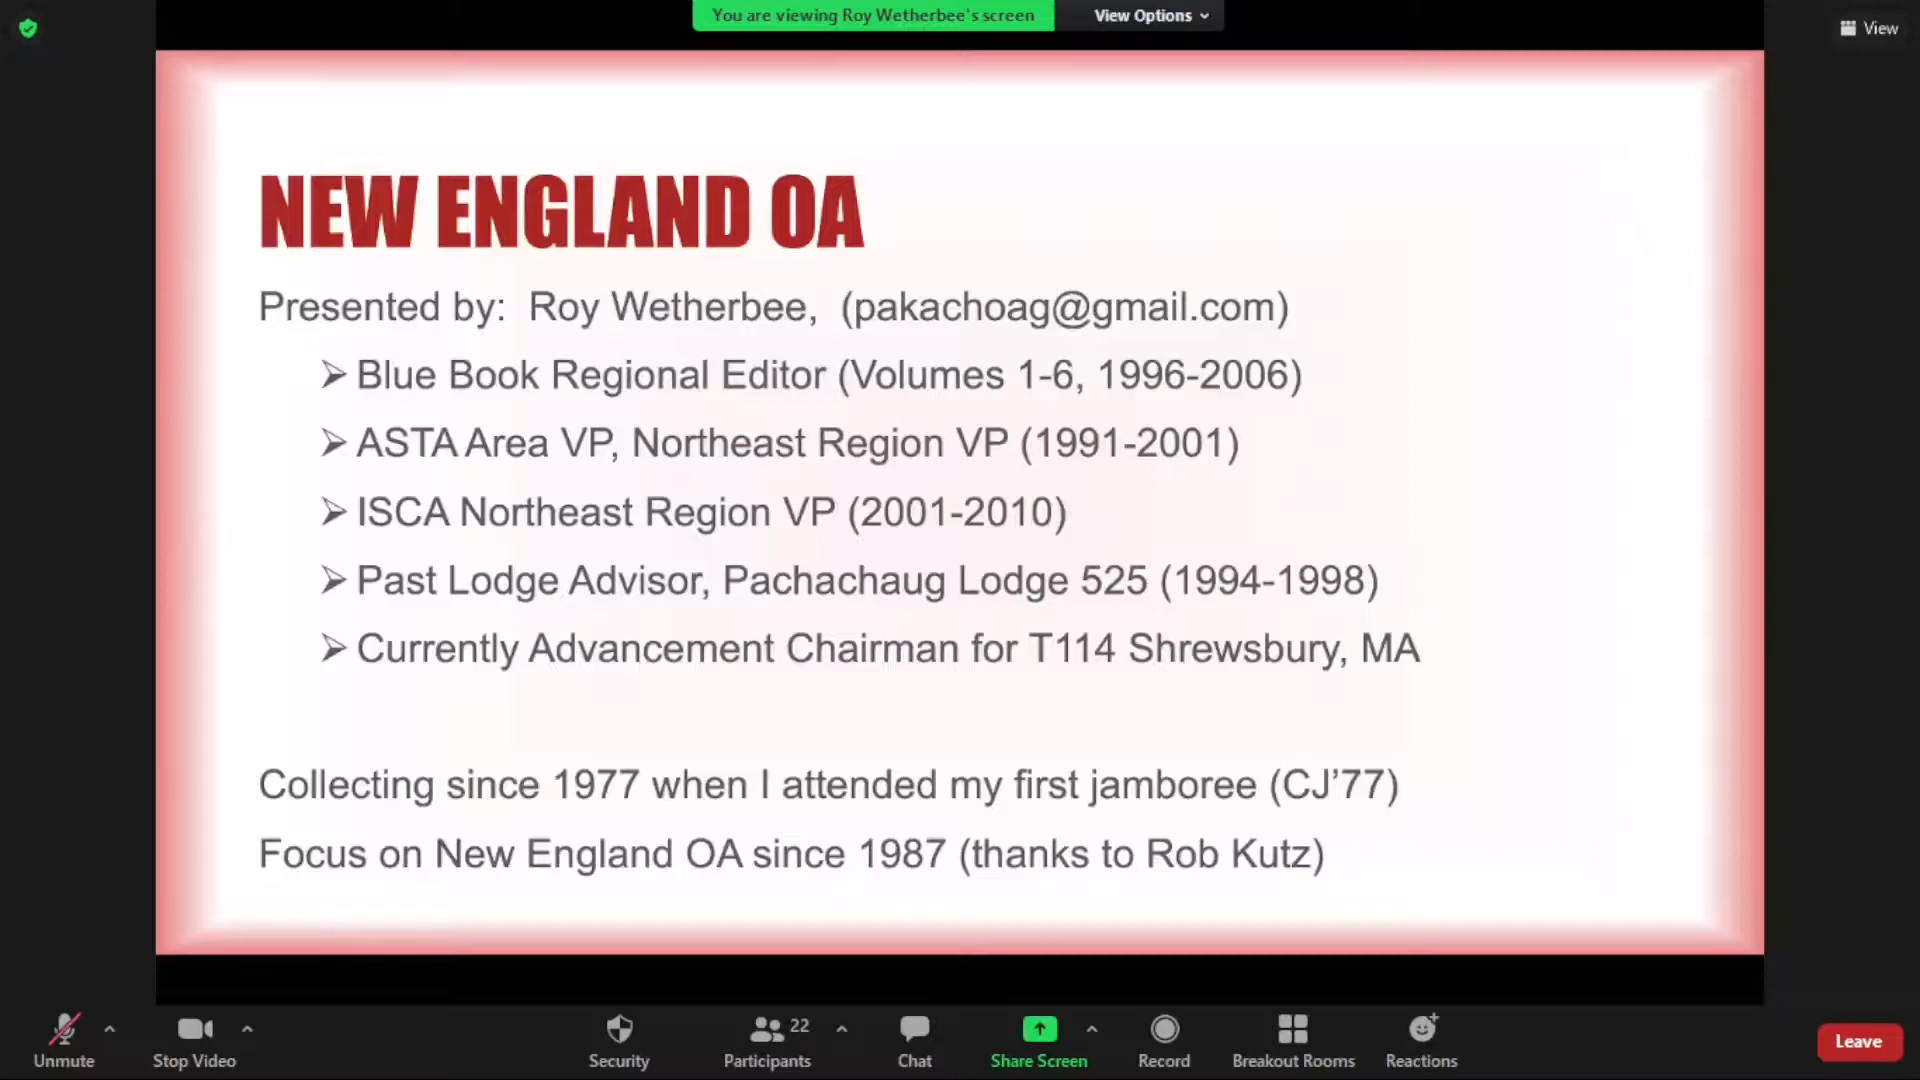 You are viewing Roy Wetherbee's screen
View Options
View
NEW ENGLAND OA
Presented by: Roy Wetherbee, (pakachoag@gmail.com)
Blue Book Regional Editor (Volumes 1-6, 1996-2006)
ASTA Area VP, Northeast Region VP (1991-2001)
ISCA Northeast Region VP (2001-2010)
Past Lodge Advisor, Pachachaug Lodge 525 (1994-1998)
Currently Advancement Chairman for T114 Shrewsbury, MA
Collecting since 1977 when I attended my first jamboree (CJ’77)
Focus on New England OA since 1987 (thanks to Rob Kutz)
22
Unmute Stop Video Security Participants Chat Share Screen Record Breakout Rooms Reactions Leave